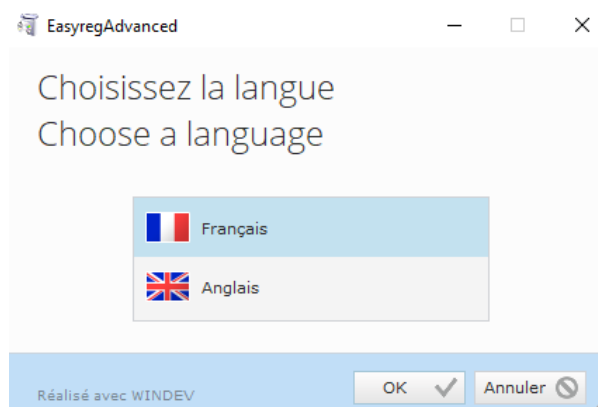 EasyregAdvanced
Choisissez la langue
Choose a language
Français
Anglais
Réalisé avec WINDEV
OK
Annuler